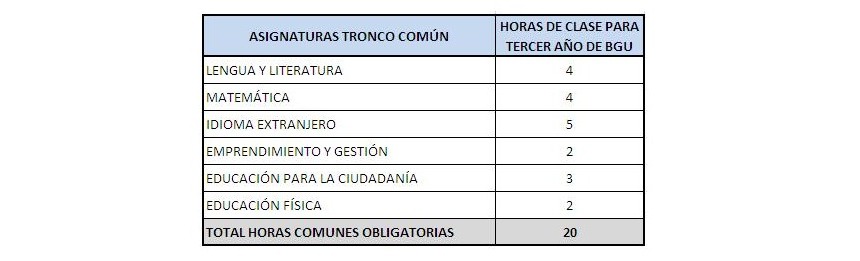 ASIGNATURAS TRONCO COMÚN
HORAS DE CLASE PARA
TERCER AÑO DE BGU
LENGUA Y LITERATURA 4
MATEMÁTICA 4
IDIOMA EXTRANJERO 5
EMPRENDIMIENTO Y GESTIÓN 2
EDUCACIÓN PARA LA CIUDADANÍA 3
EDUCACIÓN FÍSICA 2
TOTAL HORAS COMUNES OBLIGATORIAS 20